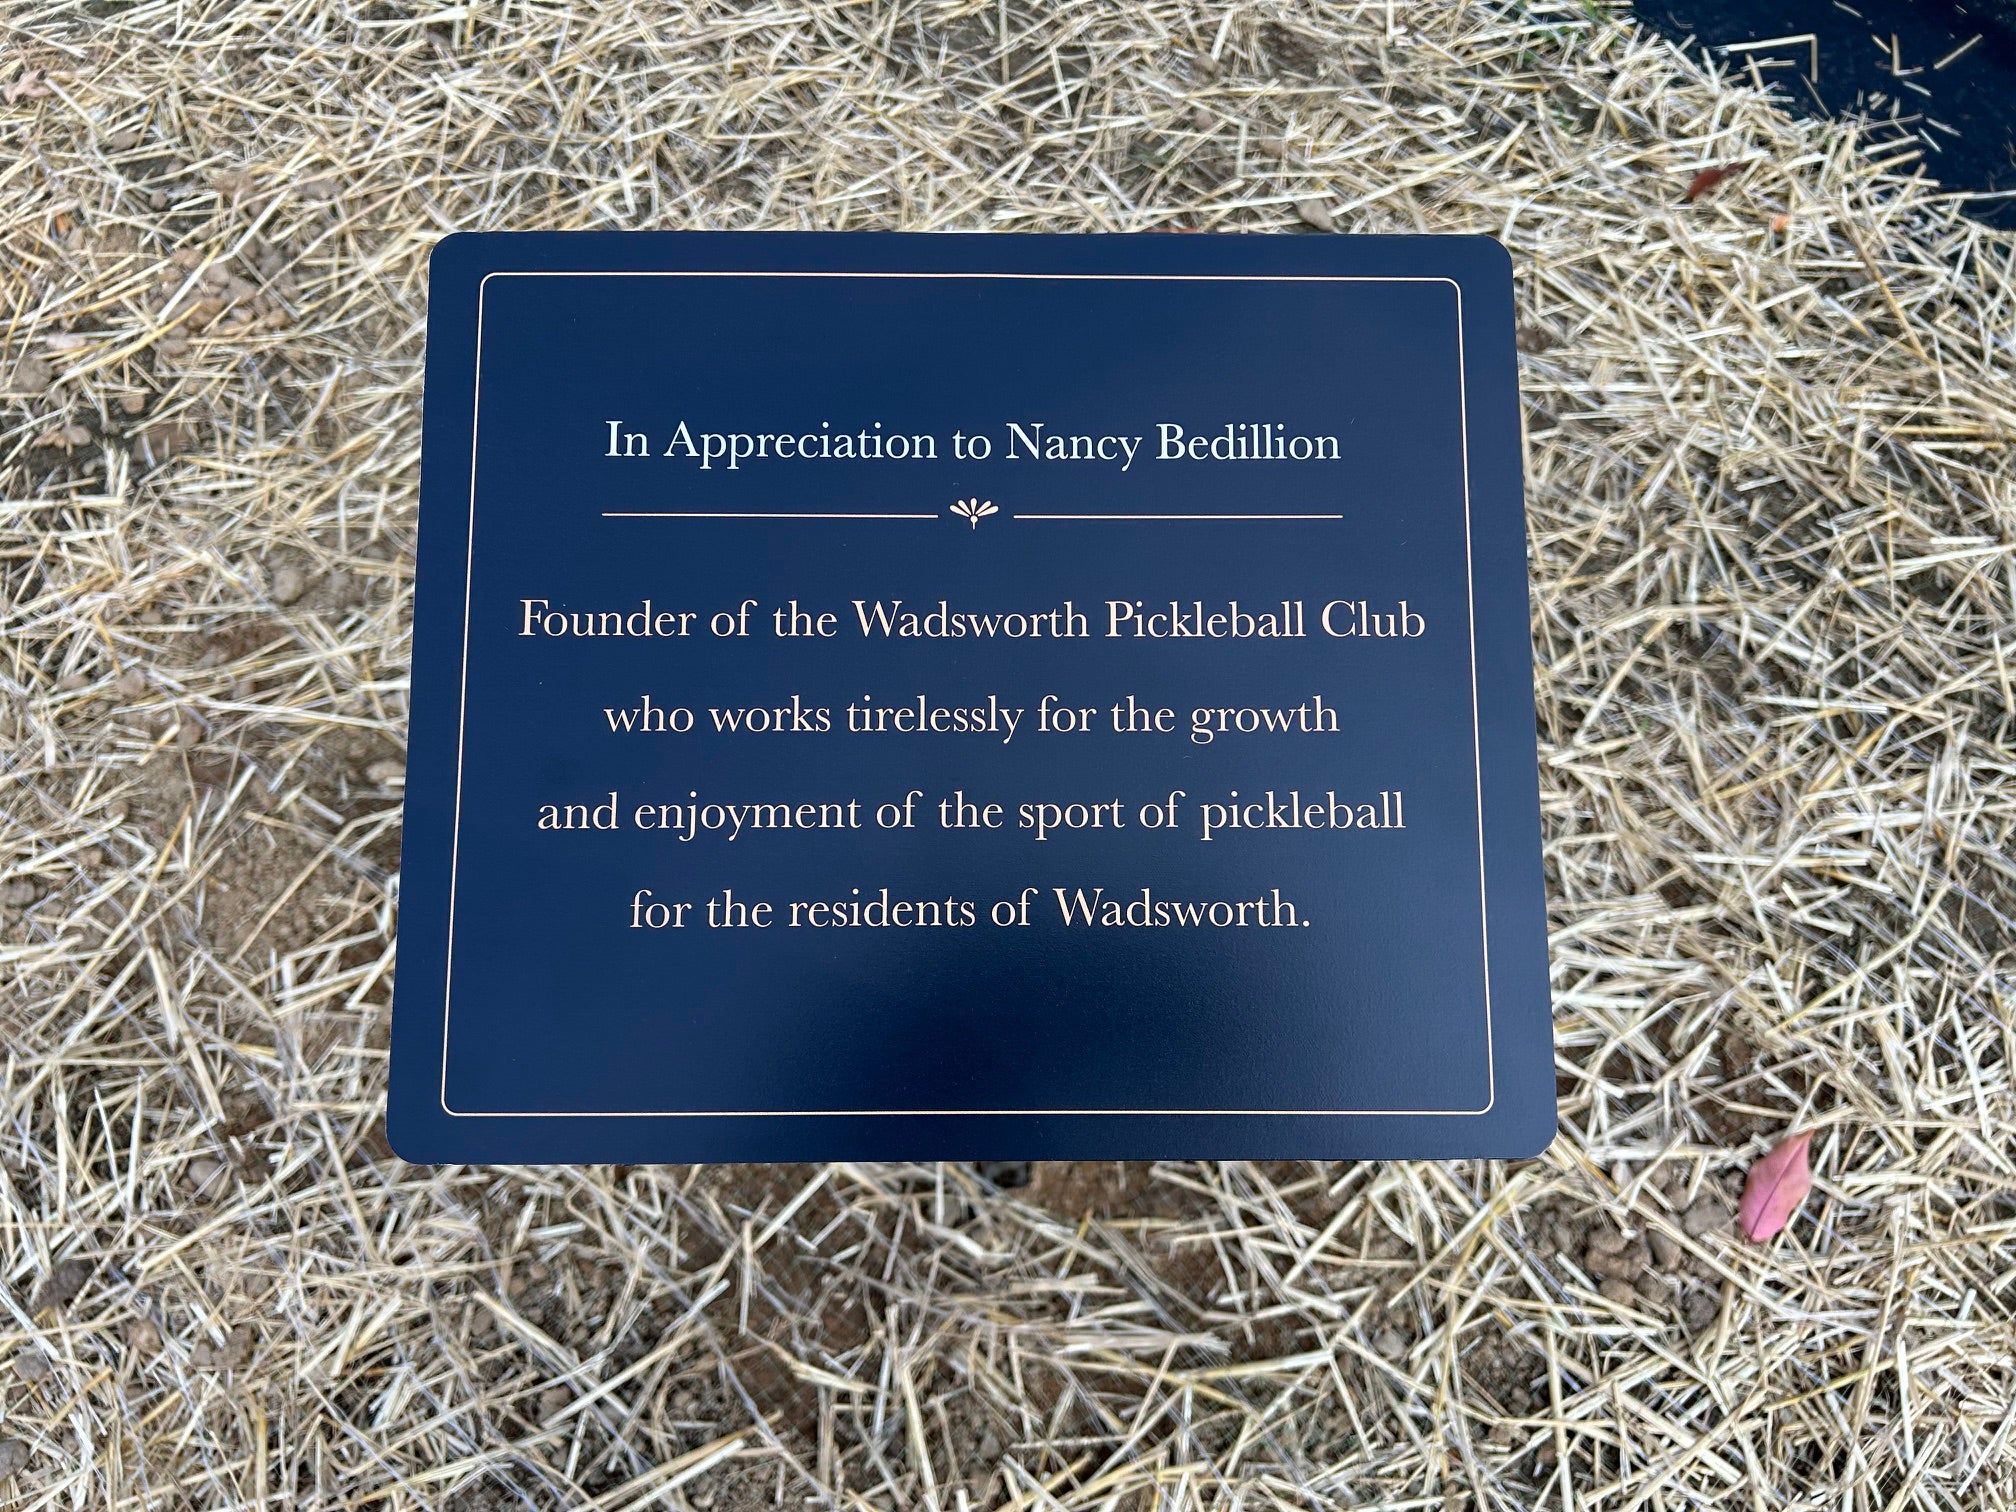 In Appreciation to Nancy Bedillion
Founder of the Wadsworth Pickleball Club
who works tirelessly for the growth
and enjoyment of the sport of pickleball
for the residents of Wadsworth.